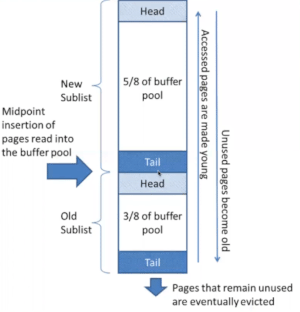 Head
New
Sublist
5/8 of buffer
pool
Midpoint
insertion of
pages read into
the buffer pool
Tail
Head
Old
Sublist
3/8 of buffer
pool
Tail
Accessed pages are made young
Unused pages become old
Pages that remain unused
are eventually evicted